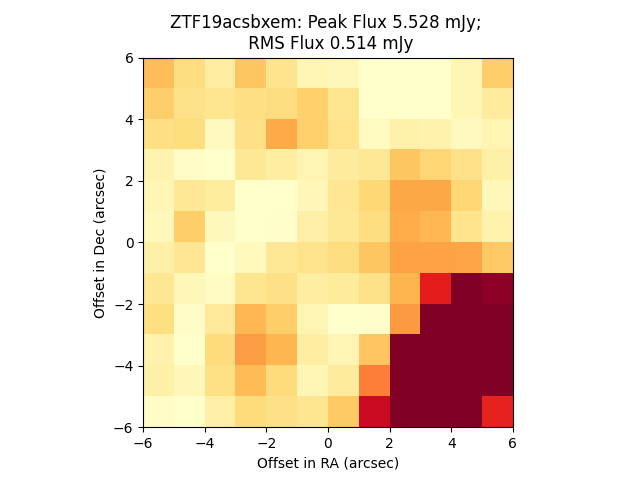 ZTF19acsbxem: Peak Flux 5.528 mJy;
RMS Flux 0.514 mJy
6
4
2
0
−2
−4
−6
Offset in Dec (arcsec)
−6 −4 −2 0 2 4 6
Offset in RA (arcsec)